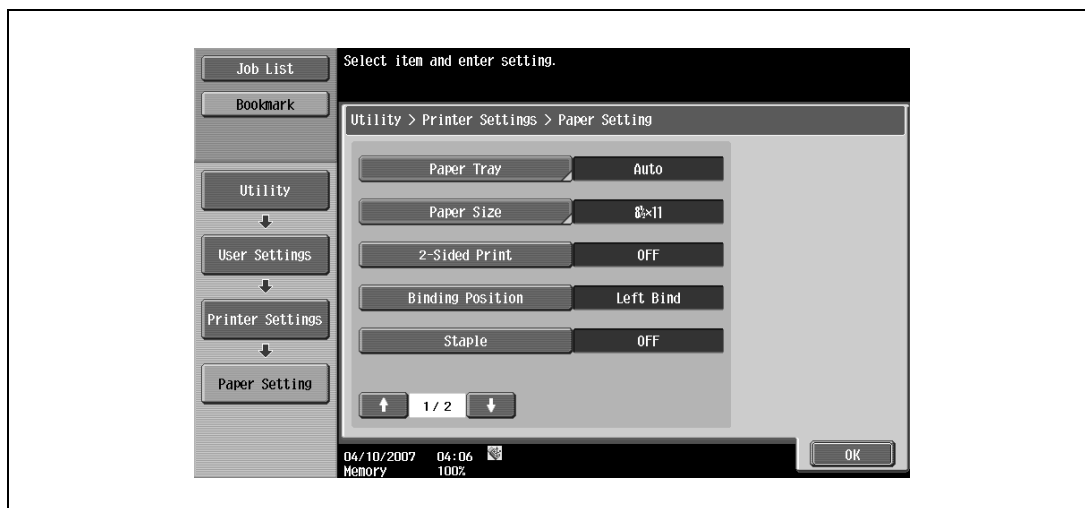 Job List
Bookmark
Select item and enter setting.
Utility > Printer Settings > Paper Setting
Utility
User Settings
Printer Settings
Paper Setting
Paper Tray Auto
Paper Size 8½×11
2-Sided Print OFF
Binding Position Left Bind
Staple OFF
1/ 2
04/10/2007 04:06
Memory 100%
OK